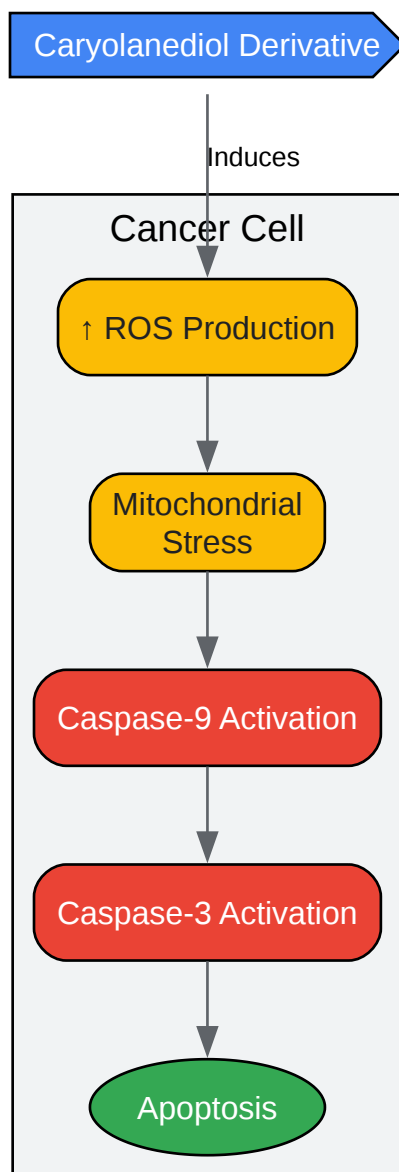 Caryolanediol Derivative
Induces
Cancer Cell
↑ ROS Production
Mitochondrial
Stress
Caspase-9 Activation
Caspase-3 Activation
Apoptosis